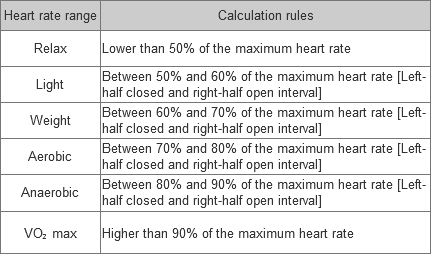 Heart rate range Calculation rules
Relax Lower than 50% of the maximum heart rate
Light Between 50% and 60% of the maximum heart rate [Left-
half closed and right-half open interval]
Weight Between 60% and 70% of the maximum heart rate [Left-
half closed and right-half open interval]
Aerobic Between 70% and 80% of the maximum heart rate [Left-
half closed and right-half open interval]
Anaerobic Between 80% and 90% of the maximum heart rate [Left-
half closed and right-half open interval]
VO₂ max Higher than 90% of the maximum heart rate